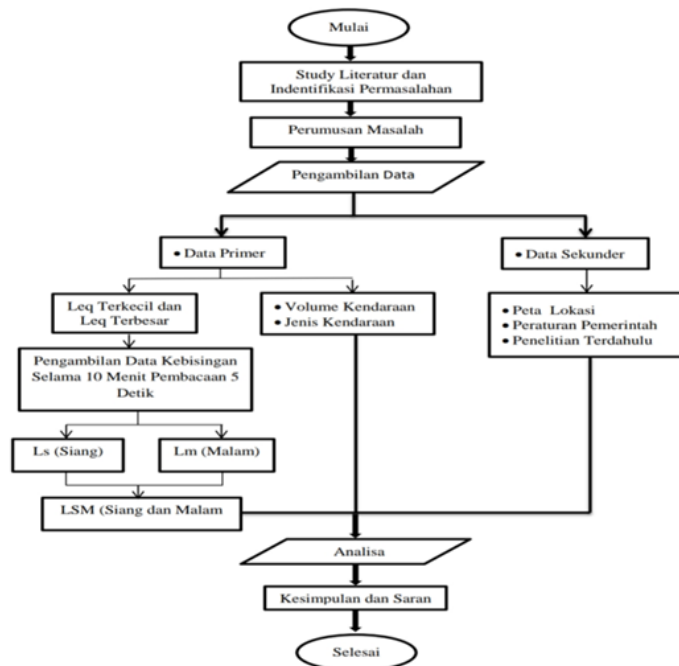 Mulai
Study Literatur dan
Indentifikasi Permasalahan
Perumusan Masalah
Pengambilan Data
• Data Primer
• Data Sekunder
Leq Terkecil dan
Leq Terbesar
• Volume Kendaraan
• Jenis Kendaraan
• Peta Lokasi
• Peraturan Pemerintah
• Penelitian Terdahulu
Pengambilan Data Kebisingan
Selama 10 Menit Pembacaan 5
Detik
Ls (Siang)
Lm (Malam)
LSM (Siang dan Malam
Analisa
Kesimpulan dan Saran
Selesai